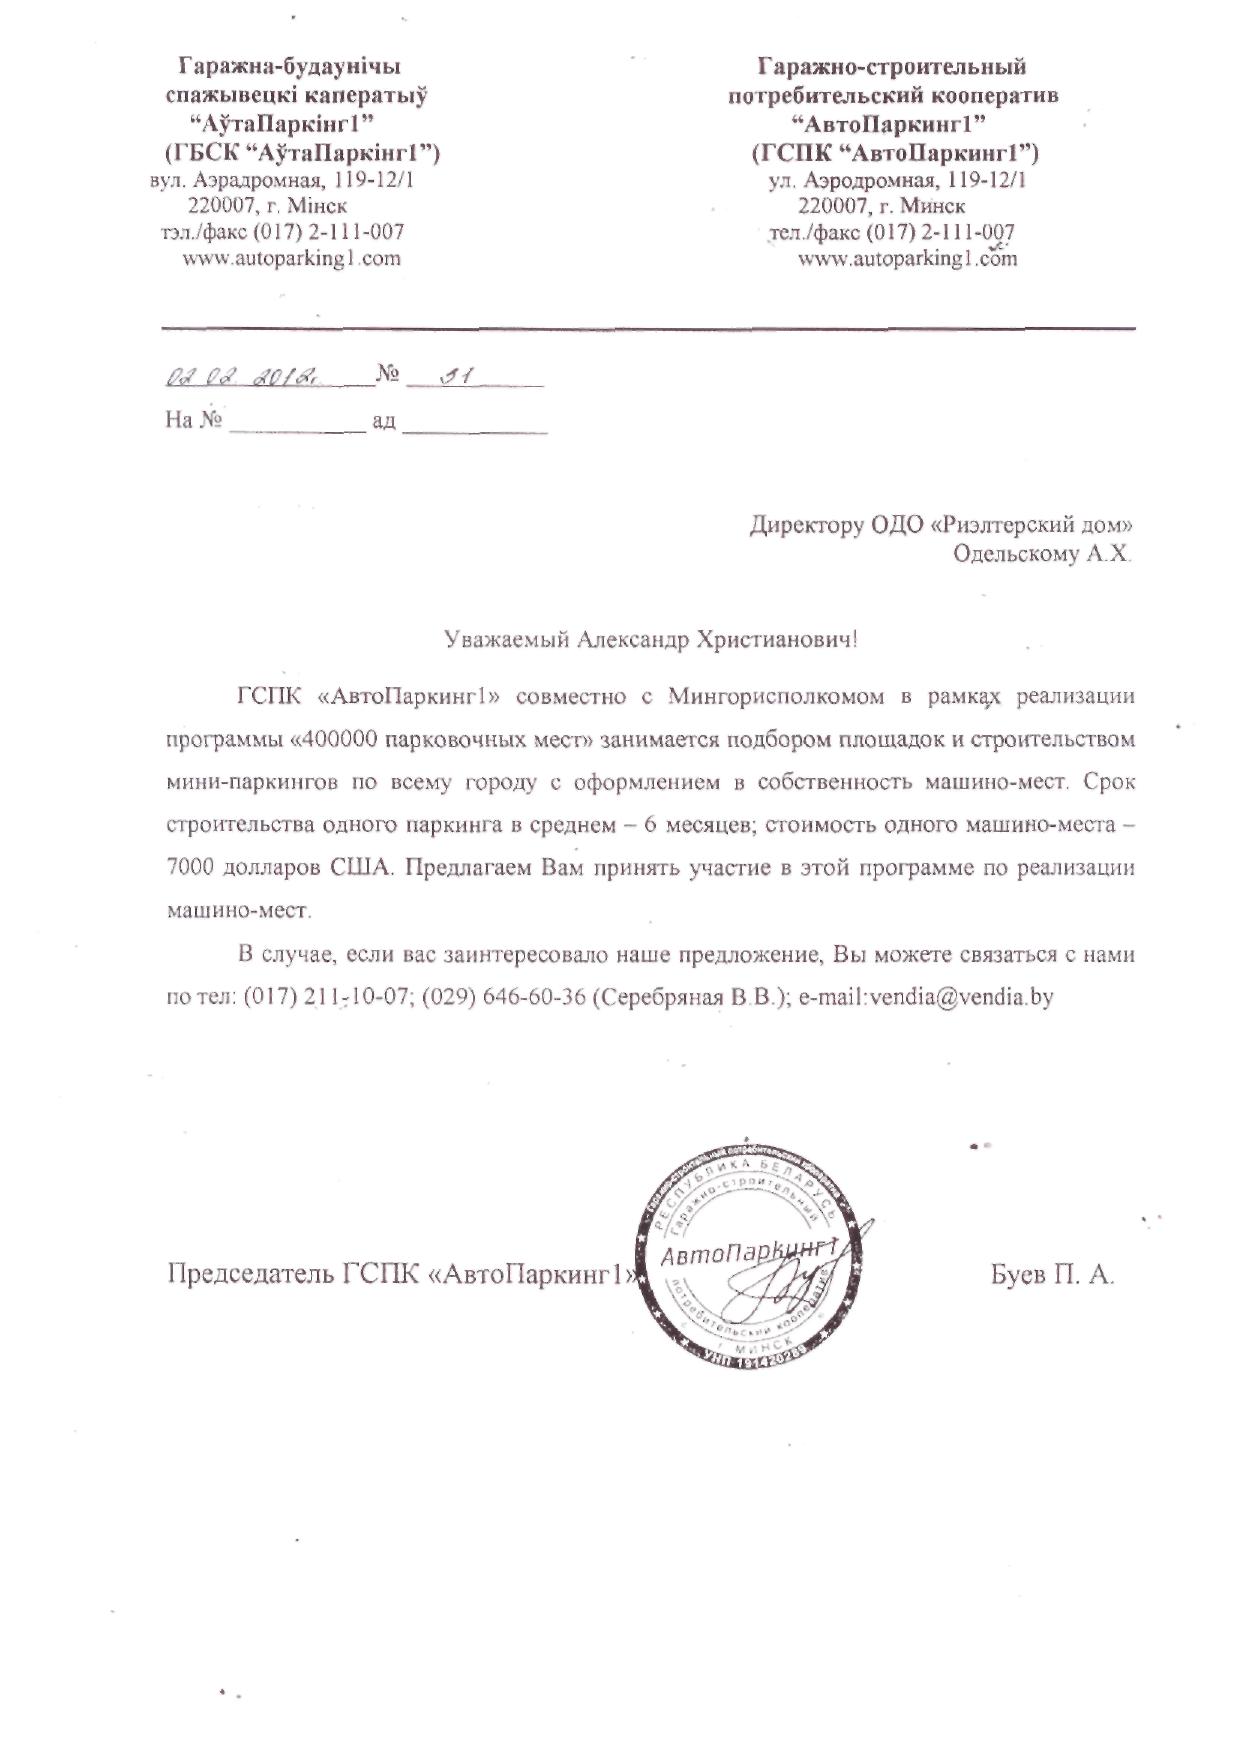 Гаражна-будаунічы
спажывецкі каператыў
“АўтаПаркінг1”
(ГБСК “АўтаПаркінг1”)
вул. Аэрадромная, 119-12/1
220007, г. Мінск
тэл./факс (017) 2-111-007
www.autoparking1.com
Гаражно-строительный
потребительский кооператив
“АвтоПаркинг1”
(ГСПК “АвтоПаркинг1”)
ул. Аэродромная, 119-12/1
220007, г. Минск
тел./факс (017) 2-111-007
www.autoparking1.com
02 02 2012г. № 31
На № ____________ ад ____________
Директору ОДО «Риэлтерский дом»
Одельскому А.Х.
Уважаемый Александр Христианович!
ГСПК «АвтоПаркинг1» совместно с Мингорисполкомом в рамках реализации
программы «400000 парковочных мест» занимается подбором площадок и строительством
мини-паркингов по всему городу с оформлением в собственность машино-мест. Срок
строительства одного паркинга в среднем – 6 месяцев; стоимость одного машино-места –
7000 долларов США. Предлагаем Вам принять участие в этой программе по реализации
машино-мест.
В случае, если вас заинтересовало наше предложение, Вы можете связаться с нами
по тел: (017) 211-10-07; (029) 646-60-36 (Серебряная В.В.); e-mail:vendia@vendia.by
Председатель ГСПК «АвтоПаркинг1»
Буев П. А.
РЕСПУБЛИКА БЕЛАРУСЬ
Гаражно-строительный
АвтоПаркинг1
потребительский кооператив
г. МИНСК
УНП 191420289